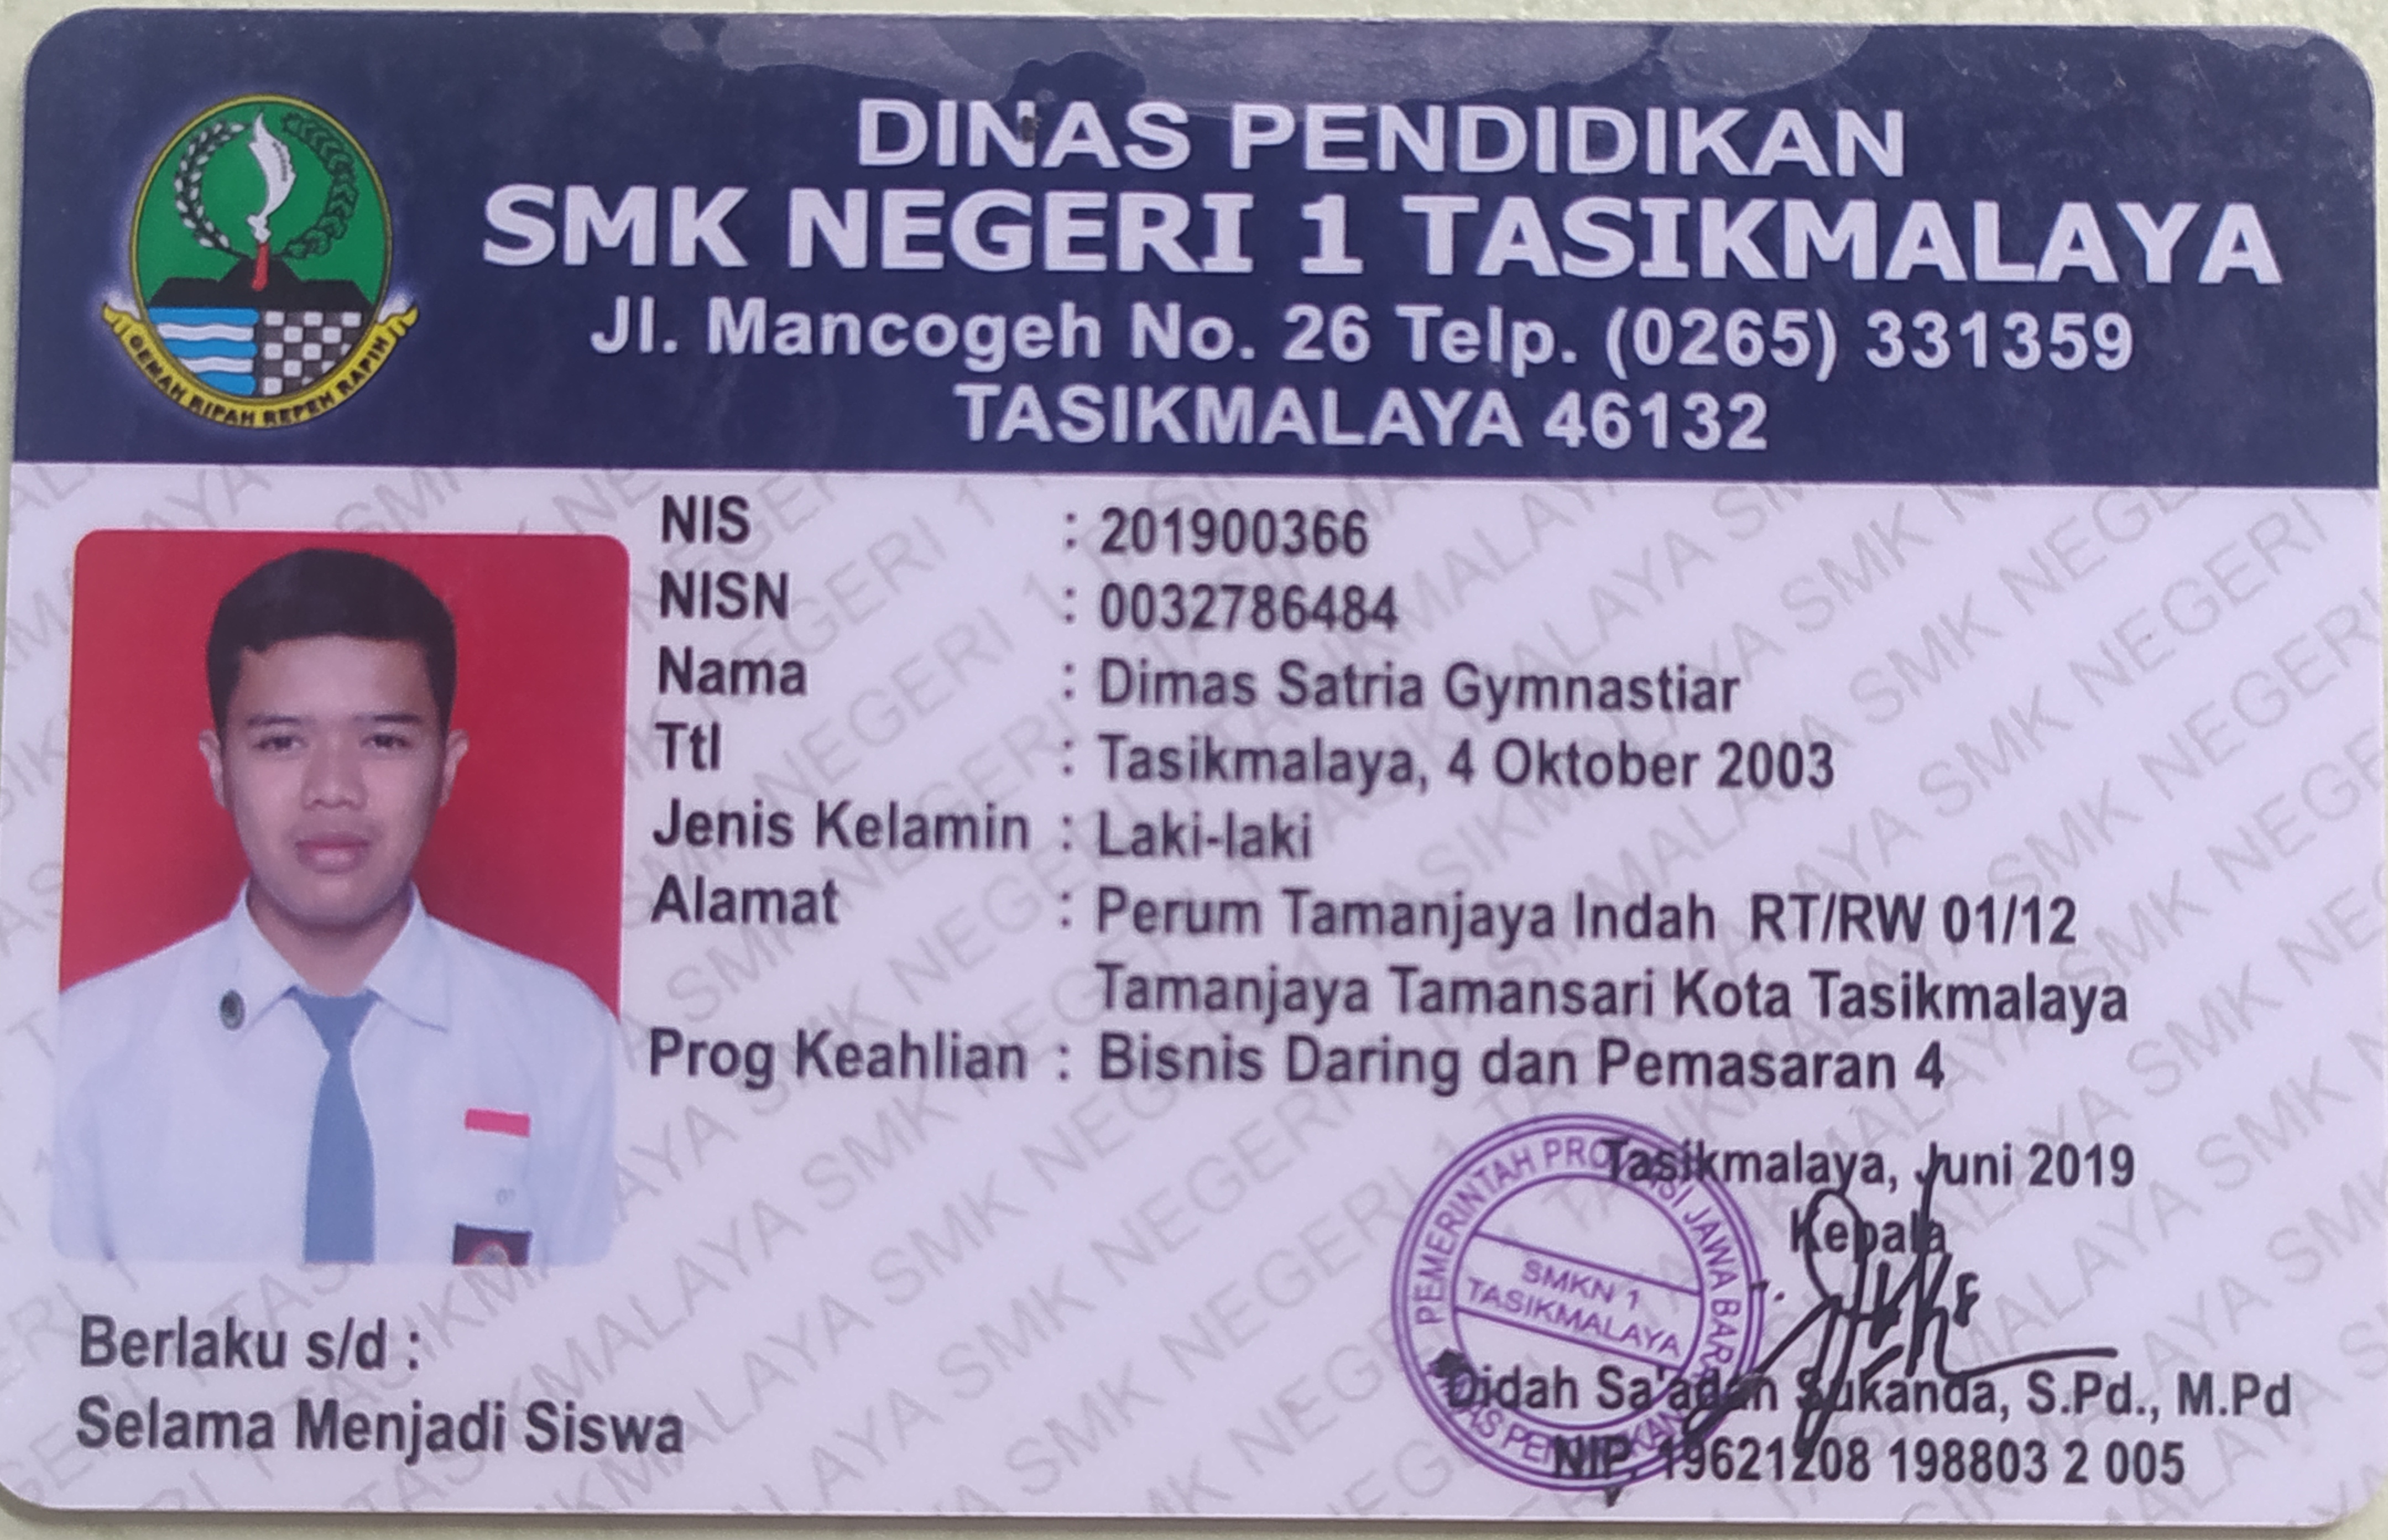 DINAS PENDIDIKAN
SMK NEGERI 1 TASIKMALAYA
Jl. Mancogeh No. 26 Telp. (0265) 331359
TASIKMALAYA 46132
GEMAH RIPAH REPEH RAPIH
NIS : 201900366
NISN : 0032786484
Nama : Dimas Satria Gymnastiar
Ttl : Tasikmalaya, 4 Oktober 2003
Jenis Kelamin : Laki-laki
Alamat : Perum Tamanjaya Indah RT/RW 01/12
Tamanjaya Tamansari Kota Tasikmalaya
Prog Keahlian : Bisnis Daring dan Pemasaran 4
Tasikmalaya, Juni 2019
Kepala
PEMERINTAH PROVINSI JAWA BARAT
SMKN 1
TASIKMALAYA
DINAS PENDIDIKAN
Didah Sa'adah Sukanda, S.Pd., M.Pd
NIP. 19621208 198803 2 005
Berlaku s/d :
Selama Menjadi Siswa